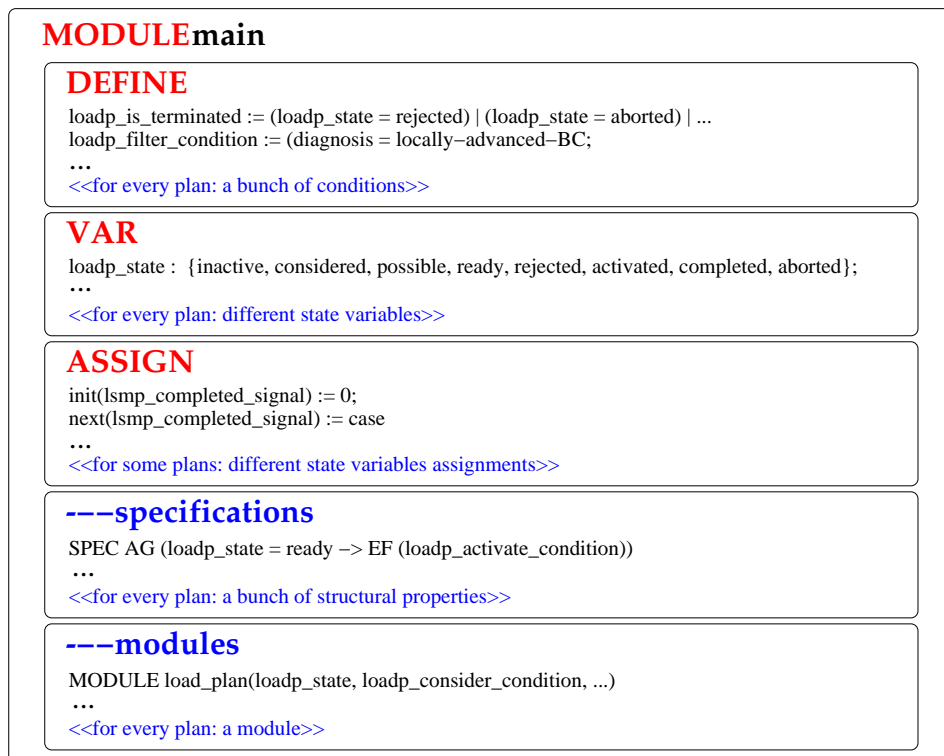 MODULEmain
DEFINE
loadp_is_terminated := (loadp_state = rejected) | (loadp_state = aborted) | ...
loadp_filter_condition := (diagnosis = locally−advanced−BC;
...
<<for every plan: a bunch of conditions>>
VAR
loadp_state : {inactive, considered, possible, ready, rejected, activated, completed, aborted};
...
<<for every plan: different state variables>>
ASSIGN
init(lsmp_completed_signal) := 0;
next(lsmp_completed_signal) := case
...
<<for some plans: different state variables assignments>>
-−−specifications
SPEC AG (loadp_state = ready −> EF (loadp_activate_condition))
...
<<for every plan: a bunch of structural properties>>
-−−modules
MODULE load_plan(loadp_state, loadp_consider_condition, ...)
...
<<for every plan: a module>>